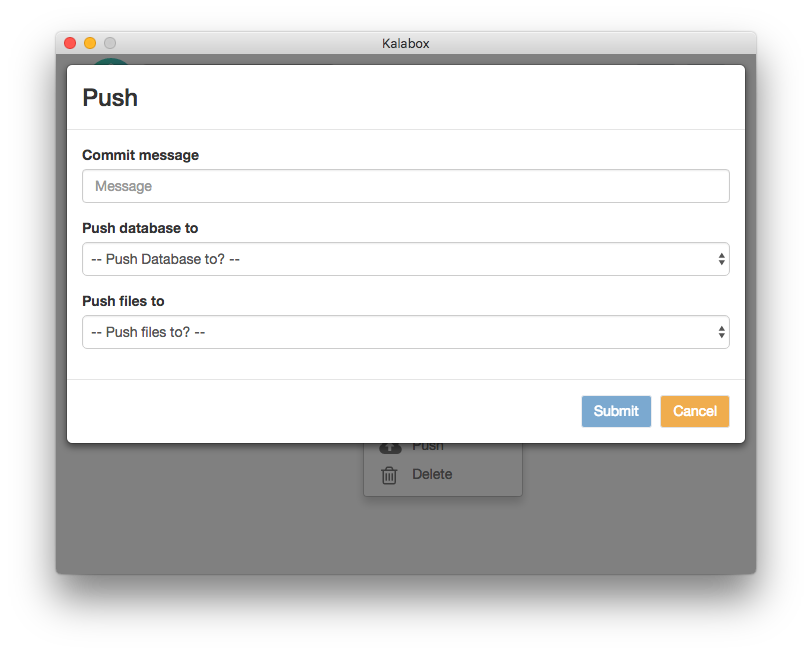 Kalabox
Push
Commit message
Message
Push database to
-- Push Database to? --
Push files to
-- Push files to? --
Submit Cancel
Push
Delete